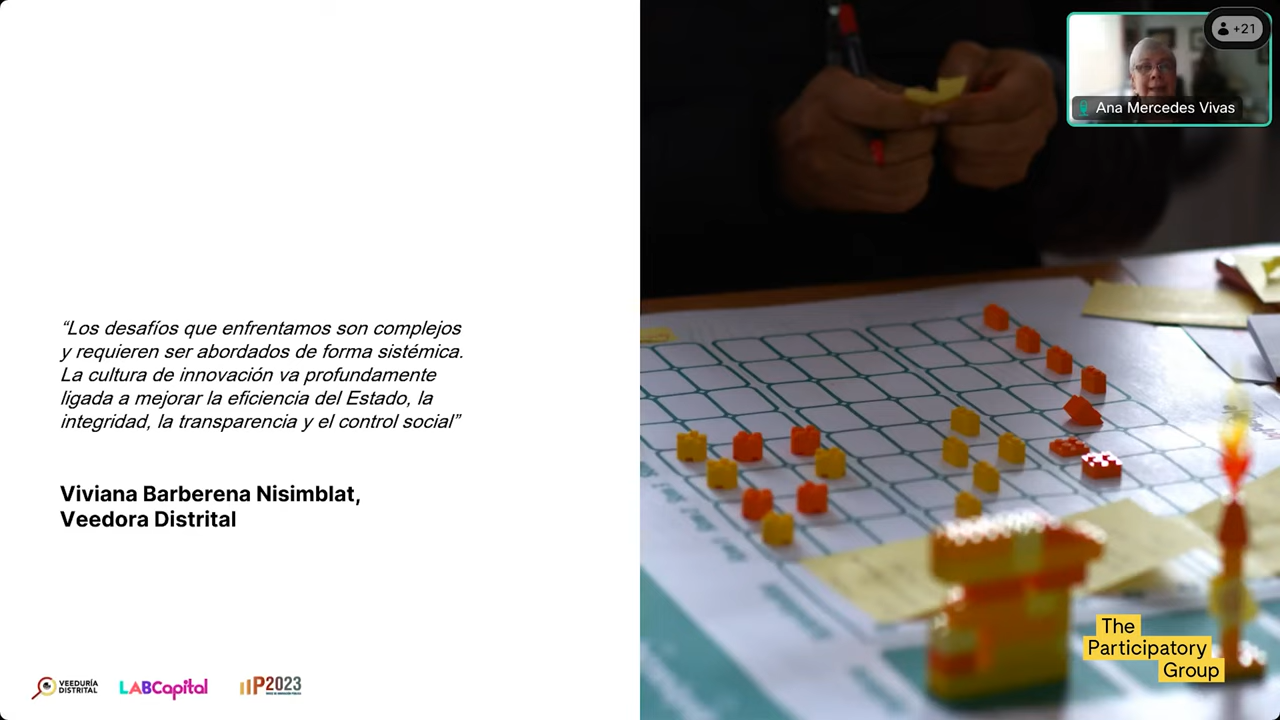 “Los desafíos que enfrentamos son complejos
y requieren ser abordados de forma sistémica.
La cultura de innovación va profundamente
ligada a mejorar la eficiencia del Estado, la
integridad, la transparencia y el control social”
Viviana Barberena Nisimblat,
Veedora Distrital
VEEDURÍA
DISTRITAL
LABCapital
IIP2023
+21
Ana Mercedes Vivas
The
Participatory
Group